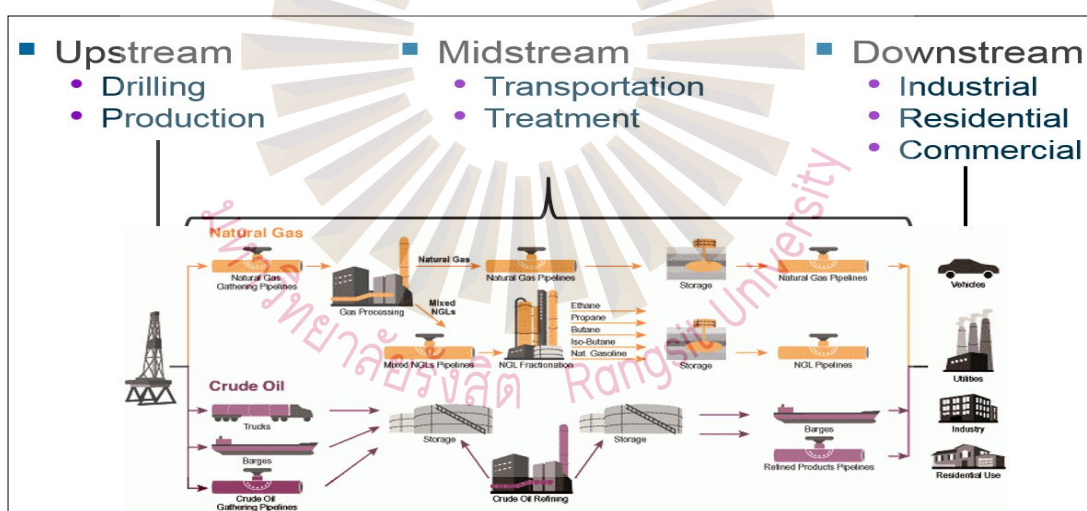 Upstream
Drilling
Production
Midstream
Transportation
Treatment
Downstream
Industrial
Residential
Commercial
Natural Gas
Natural Gas
Gathering Pipelines
Gas Processing
Natural Gas
Mixed
NGLs
Natural Gas Pipelines
Storage
Natural Gas Pipelines
Vehicles
Mixed NGLs Pipelines
NGL Fractionation
Ethane
Propane
Butane
Iso-Butane
Nat. Gasoline
Storage
NGL Pipelines
Utilities
Crude Oil
Trucks
Barges
Crude Oil
Gathering Pipelines
Storage
Crude Oil Refining
Storage
Barges
Refined Products Pipelines
Industry
Residential Use
มหาวิทยาลัยรังสิต Rangsit University